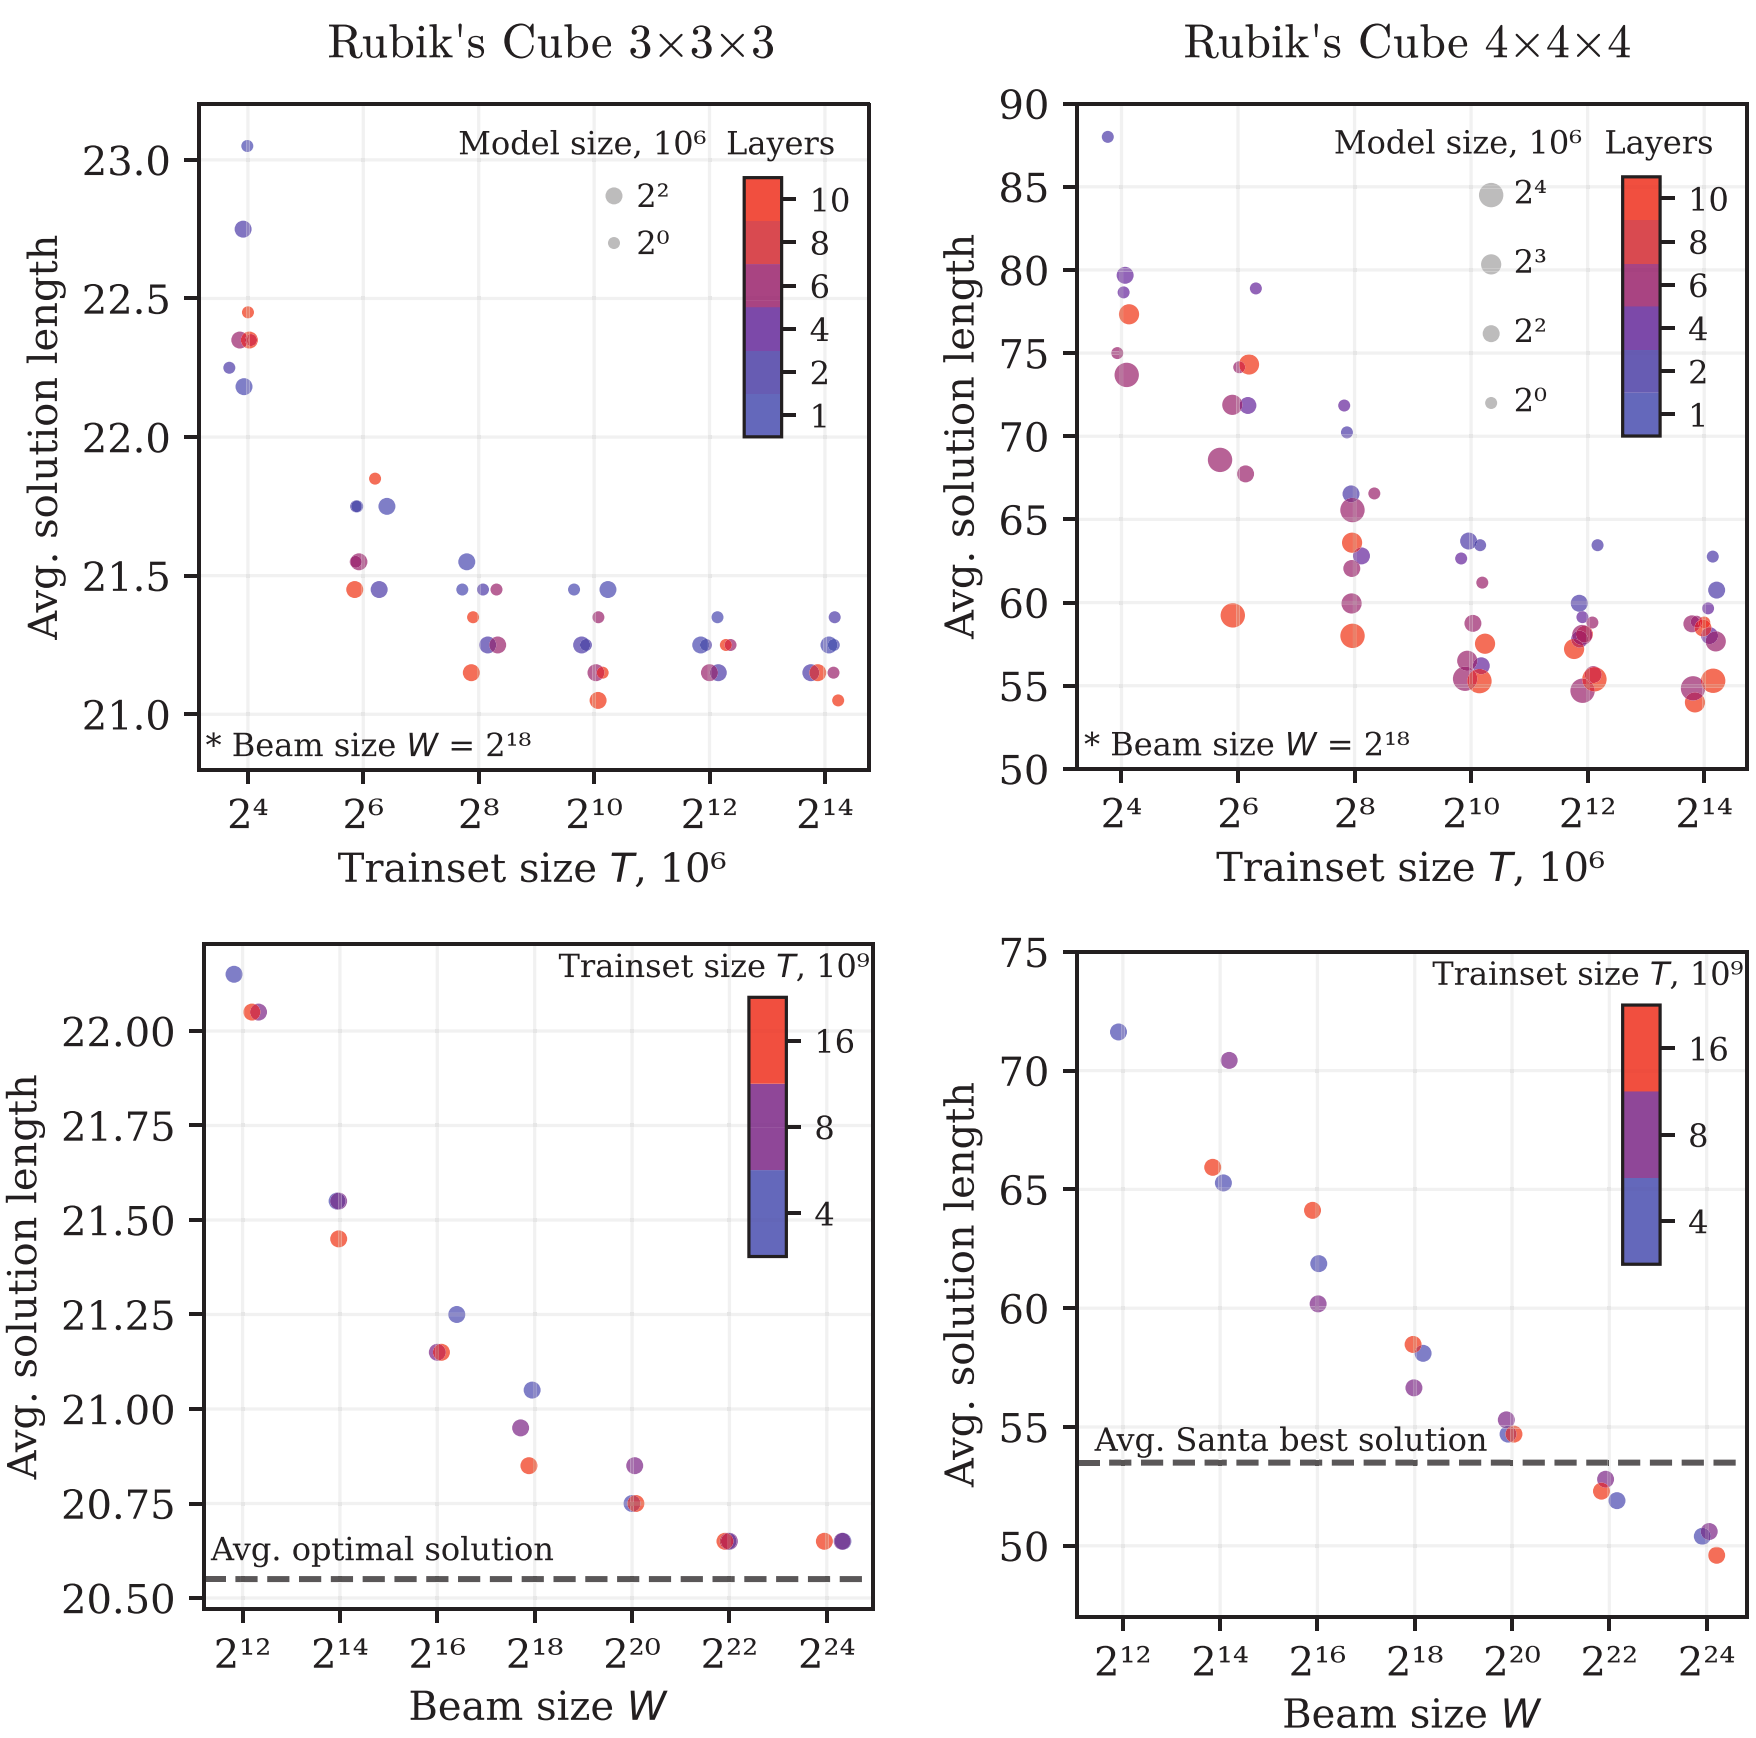 Rubik's Cube 3×3×3
Avg. solution length
23.0
22.5
22.0
21.5
21.0
Model size, 10⁶ Layers
2²
2⁰
10
8
6
4
2
1
* Beam size W = 2¹⁸
2⁴ 2⁶ 2⁸ 2¹⁰ 2¹² 2¹⁴
Trainset size T, 10⁶
Rubik's Cube 4×4×4
Avg. solution length
90
85
80
75
70
65
60
55
50
Model size, 10⁶ Layers
2⁴
2³
2²
2⁰
10
8
6
4
2
1
* Beam size W = 2¹⁸
2⁴ 2⁶ 2⁸ 2¹⁰ 2¹² 2¹⁴
Trainset size T, 10⁶
Avg. solution length
22.00
21.75
21.50
21.25
21.00
20.75
20.50
Trainset size T, 10⁹
16
8
4
Avg. optimal solution
2¹² 2¹⁴ 2¹⁶ 2¹⁸ 2²⁰ 2²² 2²⁴
Beam size W
Avg. solution length
75
70
65
60
55
50
Trainset size T, 10⁹
16
8
4
Avg. Santa best solution
2¹² 2¹⁴ 2¹⁶ 2¹⁸ 2²⁰ 2²² 2²⁴
Beam size W